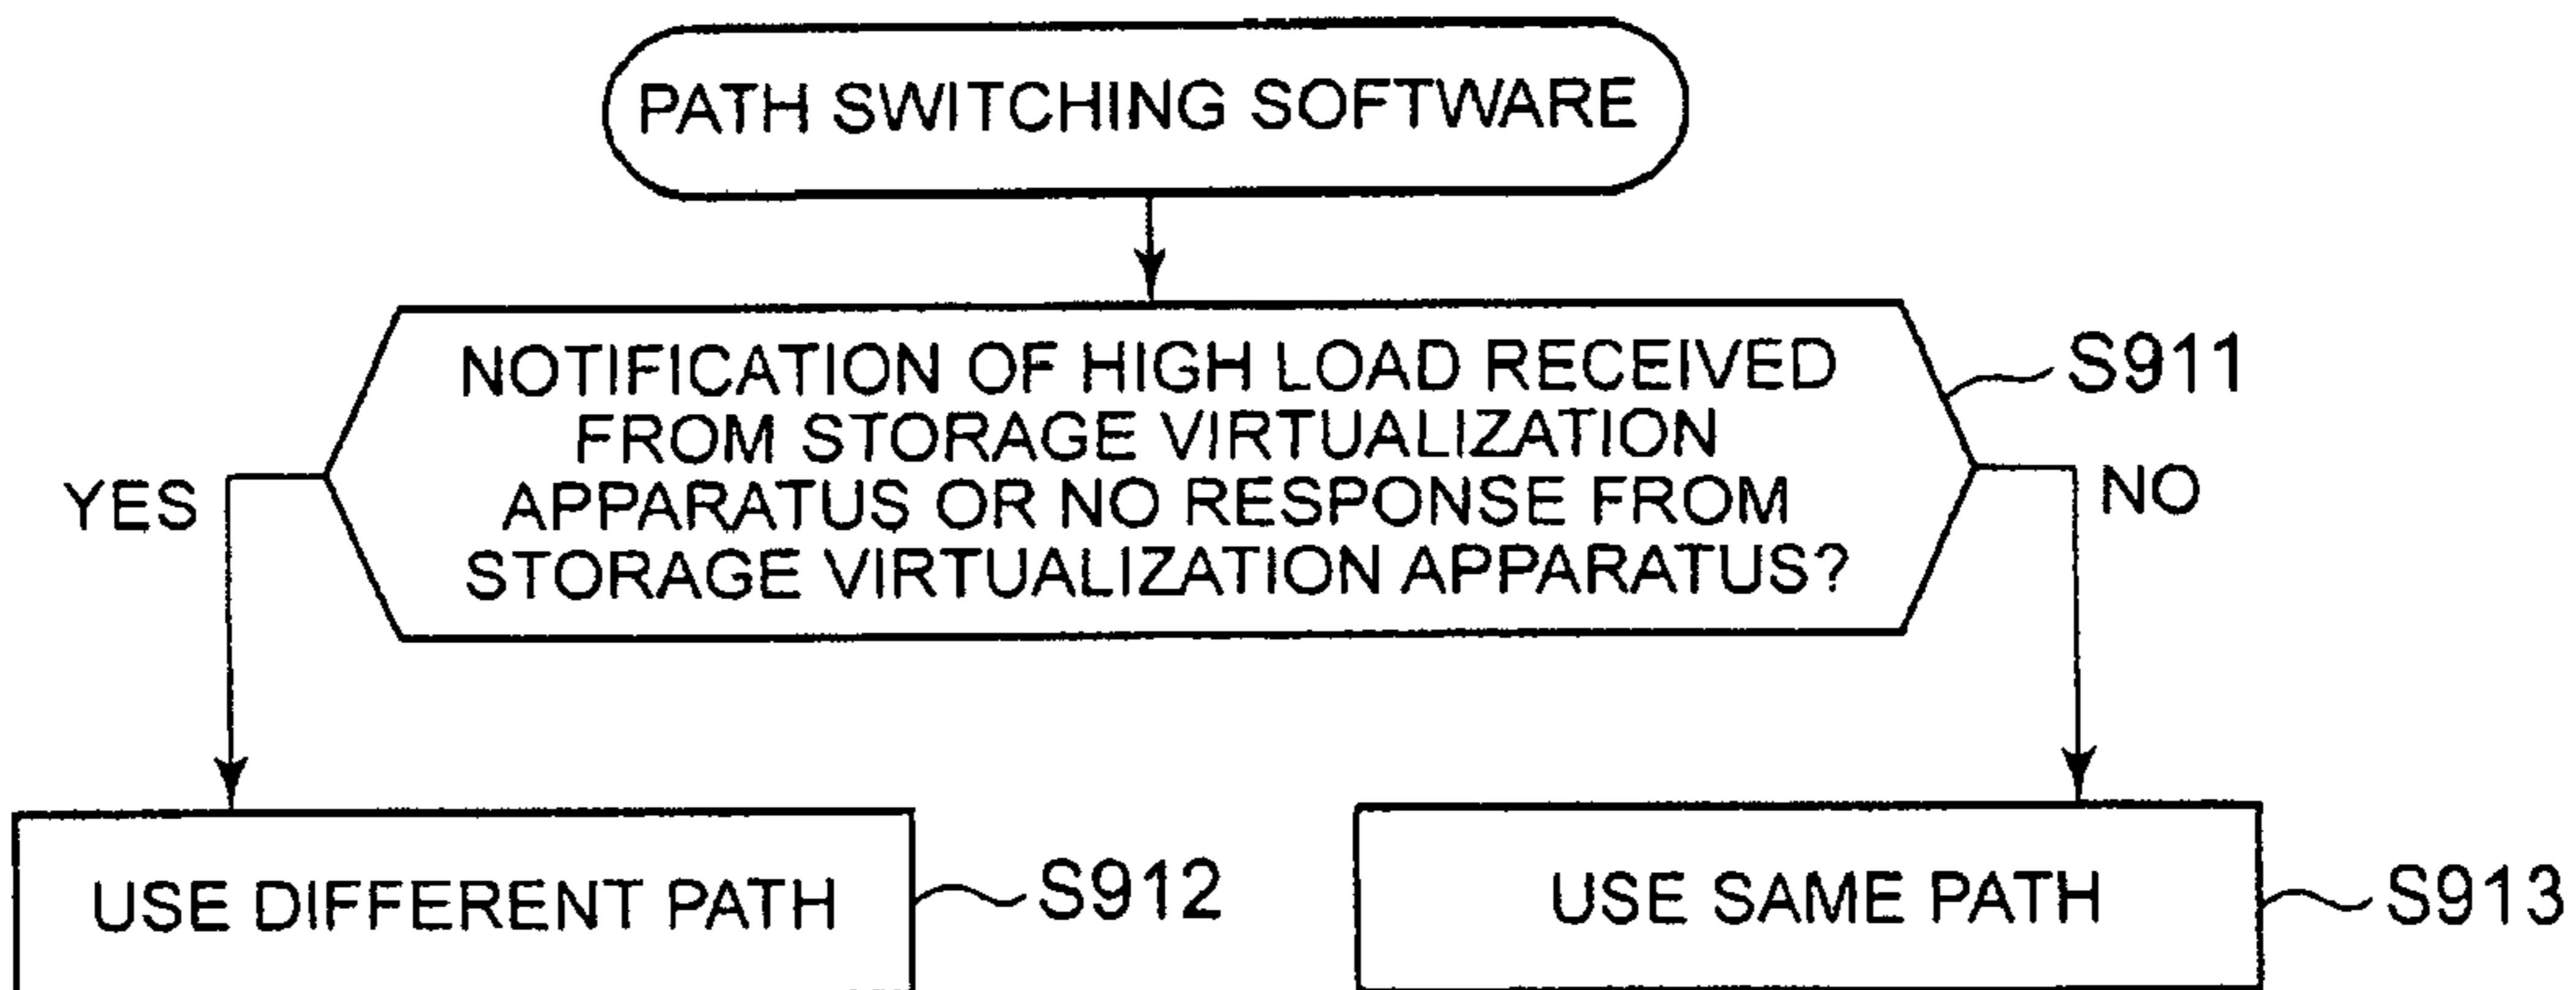 PATH SWITCHING SOFTWARE
NOTIFICATION OF HIGH LOAD RECEIVED
FROM STORAGE VIRTUALIZATION
APPARATUS OR NO RESPONSE FROM
STORAGE VIRTUALIZATION APPARATUS?
S911
YES
NO
USE DIFFERENT PATH
S912
USE SAME PATH
S913